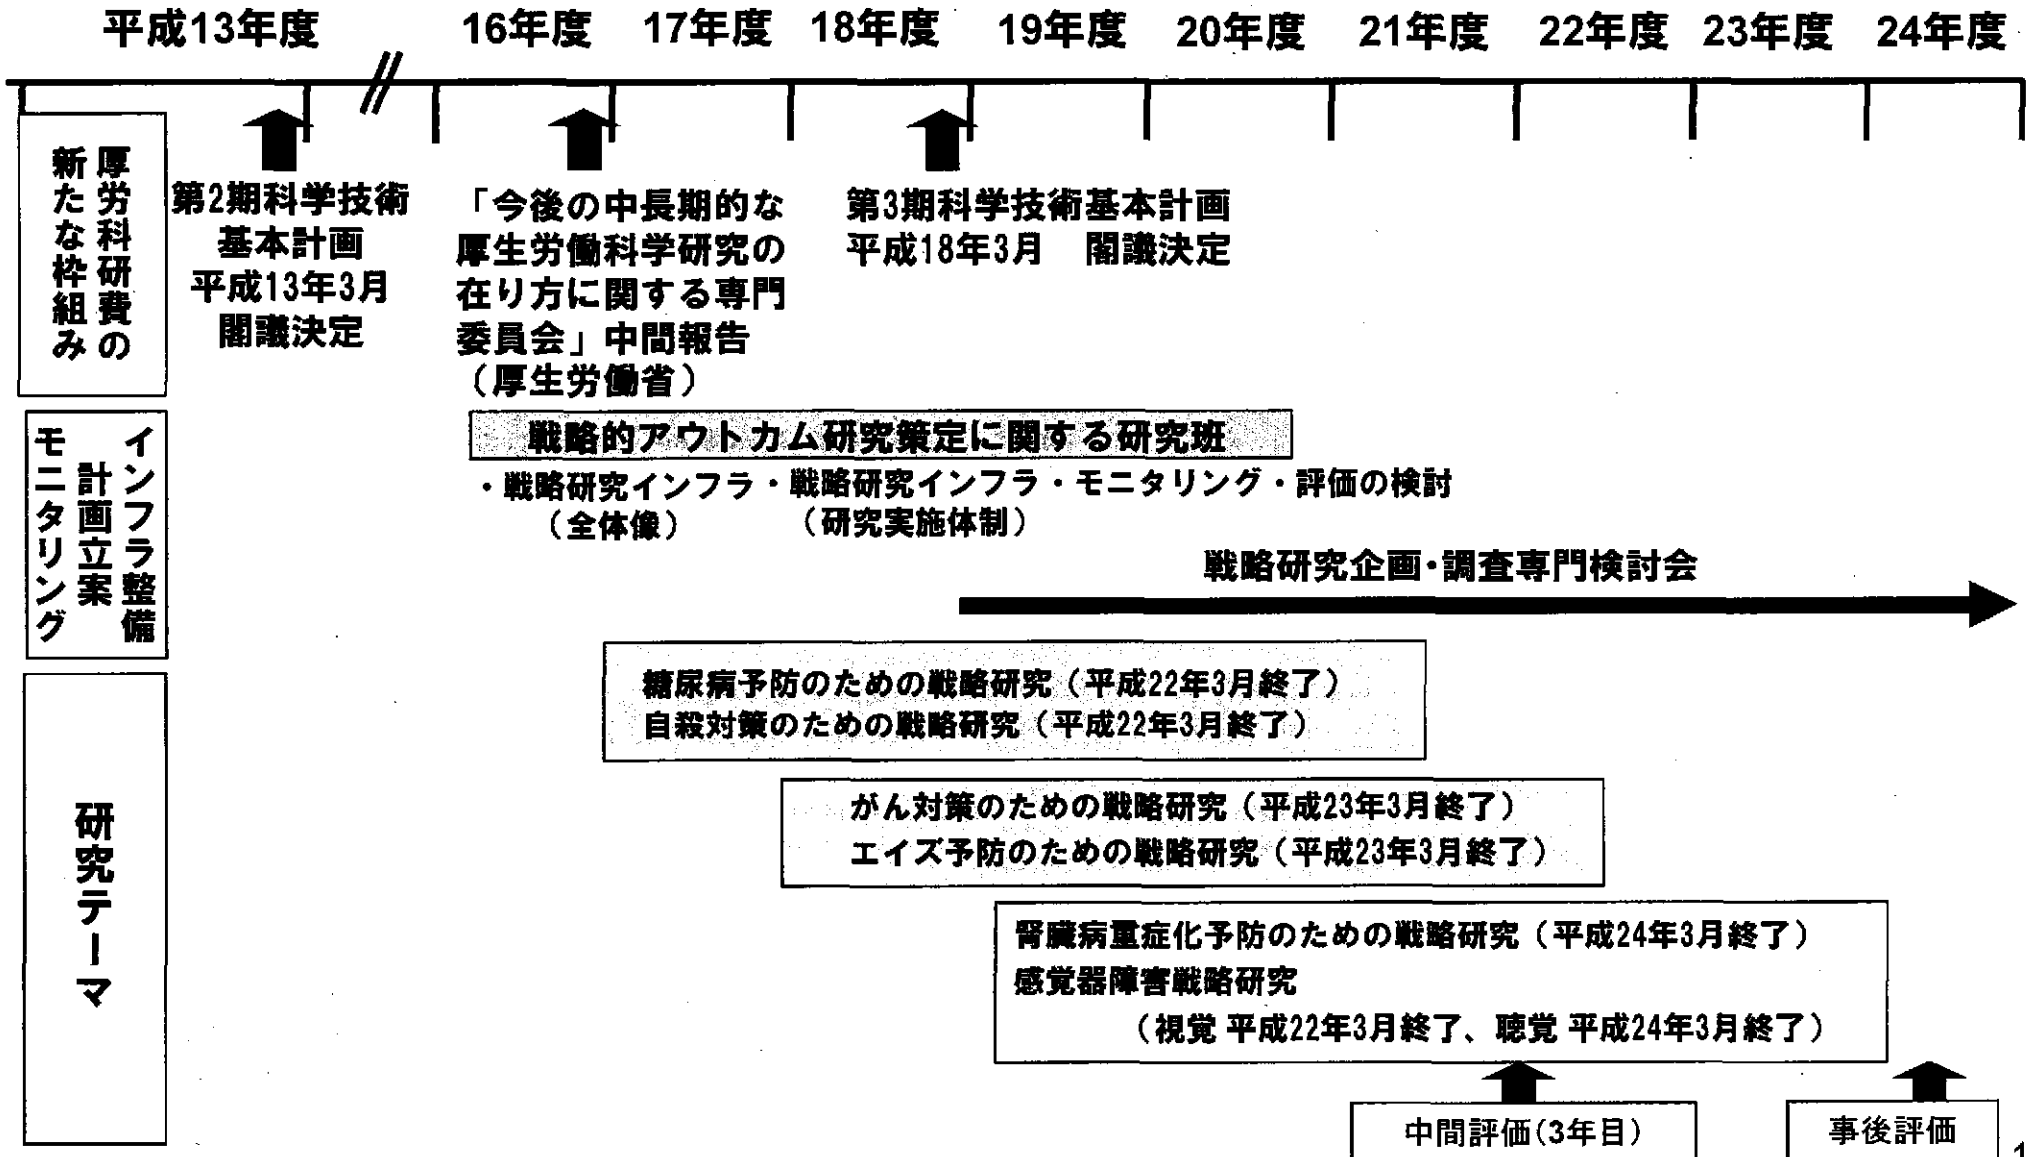 平成13年度 16年度 17年度 18年度 19年度 20年度 21年度 22年度 23年度 24年度
厚労科研費の
新たな枠組み
第2期科学技術
基本計画
平成13年3月
閣議決定
「今後の中長期的な
厚生労働科学研究の
在り方に関する専門
委員会」中間報告
（厚生労働省）
第3期科学技術基本計画
平成18年3月 閣議決定
インフラ整備
計画立案
モニタリング
戦略的アウトカム研究策定に関する研究班
・戦略研究インフラ・戦略研究インフラ・モニタリング・評価の検討
（全体像） （研究実施体制）
戦略研究企画・調査専門検討会
研究テーマ
糖尿病予防のための戦略研究（平成22年3月終了）
自殺対策のための戦略研究（平成22年3月終了）
がん対策のための戦略研究（平成23年3月終了）
エイズ予防のための戦略研究（平成23年3月終了）
腎臓病重症化予防のための戦略研究（平成24年3月終了）
感覚器障害戦略研究
（視覚 平成22年3月終了、聴覚 平成24年3月終了）
中間評価(3年目)
事後評価